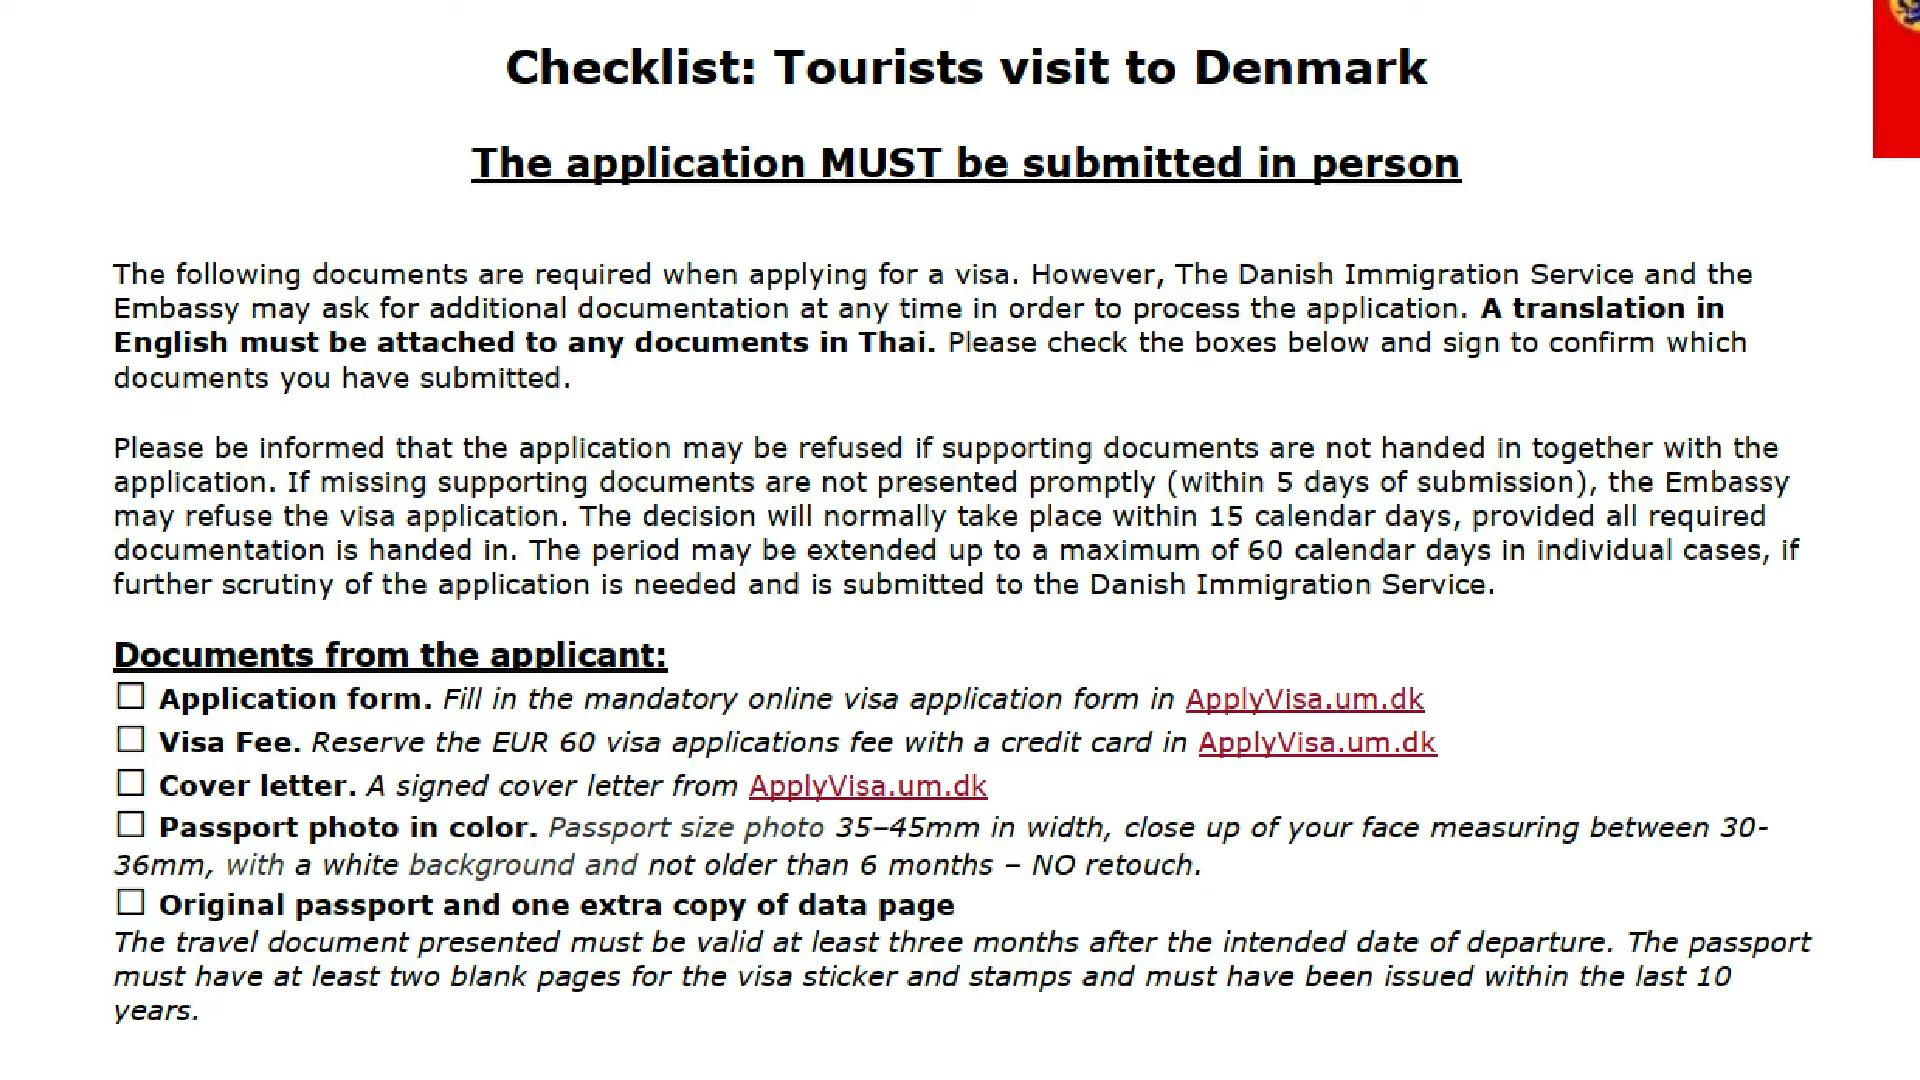 Checklist: Tourists visit to Denmark
The application MUST be submitted in person
The following documents are required when applying for a visa. However, The Danish Immigration Service and the
Embassy may ask for additional documentation at any time in order to process the application. A translation in
English must be attached to any documents in Thai. Please check the boxes below and sign to confirm which
documents you have submitted.
Please be informed that the application may be refused if supporting documents are not handed in together with the
application. If missing supporting documents are not presented promptly (within 5 days of submission), the Embassy
may refuse the visa application. The decision will normally take place within 15 calendar days, provided all required
documentation is handed in. The period may be extended up to a maximum of 60 calendar days in individual cases, if
further scrutiny of the application is needed and is submitted to the Danish Immigration Service.
Documents from the applicant:
☐ Application form. Fill in the mandatory online visa application form in ApplyVisa.um.dk
☐ Visa Fee. Reserve the EUR 60 visa applications fee with a credit card in ApplyVisa.um.dk
☐ Cover letter. A signed cover letter from ApplyVisa.um.dk
☐ Passport photo in color. Passport size photo 35–45mm in width, close up of your face measuring between 30-
36mm, with a white background and not older than 6 months – NO retouch.
☐ Original passport and one extra copy of data page
The travel document presented must be valid at least three months after the intended date of departure. The passport
must have at least two blank pages for the visa sticker and stamps and must have been issued within the last 10
years.